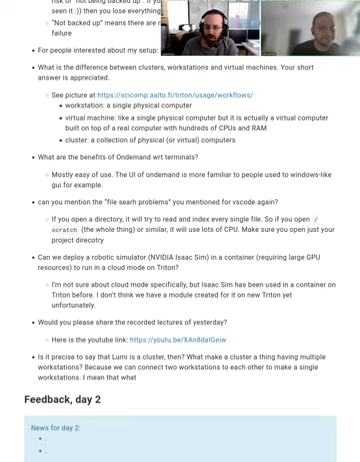 risk of "not being backed up". If yo
seen it :)) then you lose everything
"Not backed up" means there are n
failure
For people interested about my setup:
What is the difference between clusters, workstations and virtual machines. Your short
answer is appreciated.
See picture at https://scicomp.aalto.fi/triton/usage/workflows/
workstation: a single physical computer
virtual machine: like a single physical computer but it is actually a virtual computer
built on top of a real computer with hundreds of CPUs and RAM
cluster: a collection of physical (or virtual) computers
What are the benefits of Ondemand wrt terminals?
Mostly easy of use. The UI of ondemand is more familiar to people used to windows-like
gui for example.
can you mention the "file searh problems" you mentioned for vscode again?
If you open a directory, it will try to read and index every single file. So if you open /
scratch (the whole thing) or similar, it will use lots of CPU. Make sure you open just your
project direcotry
Can we deploy a robotic simulator (NVIDIA Isaac Sim) in a container (requiring large GPU
resources) to run in a cloud mode on Triton?
I'm not sure about cloud mode specifically, but Isaac Sim has been used in a container on
Triton before. I don't think we have a module created for it on new Triton yet
unfortunately.
Would you please share the recorded lectures of yesterday?
Here is the youtube link: https://youtu.be/XAn8dalGeiw
Is it precise to say that Lumi is a cluster, then? What make a cluster a thing having multiple
workstations? Because we can connect two workstations to each other to make a single
workstations. I mean that what
Feedback, day 2
News for day 2: